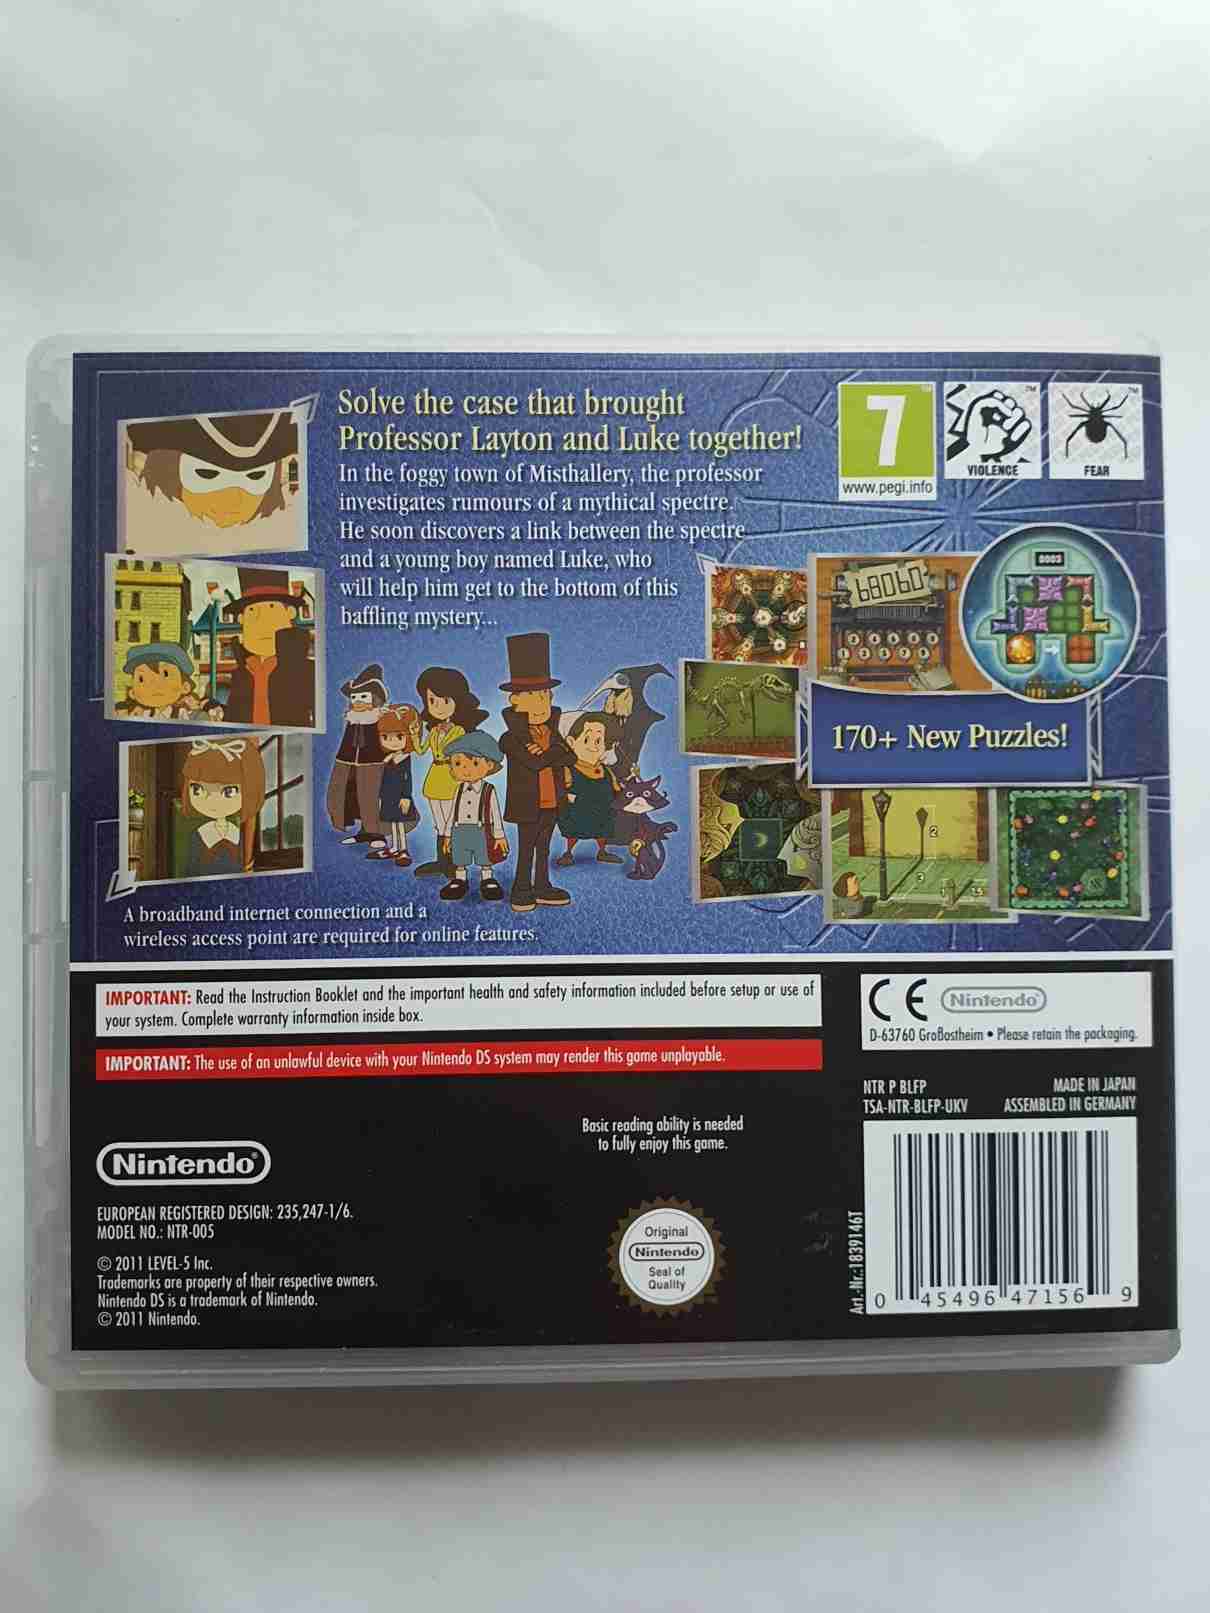 Solve the case that brought
Professor Layton and Luke together!
In the foggy town of Misthallery, the professor
investigates rumours of a mythical spectre.
He soon discovers a link between the spectre
and a young boy named Luke, who
will help him get to the bottom of this
baffling mystery...
7
www.pegi.info
VIOLENCE
FEAR
0003
68060
170+ New Puzzles!
2
3
1.5
A broadband internet connection and a
wireless access point are required for online features.
IMPORTANT: Read the Instruction Booklet and the important health and safety information included before setup or use of
your system. Complete warranty information inside box.
IMPORTANT: The use of an unlawful device with your Nintendo DS system may render this game unplayable.
CE Nintendo
D-63760 Großostheim • Please retain the packaging.
NTR P BLFP MADE IN JAPAN
TSA-NTR-BLFP-UKV ASSEMBLED IN GERMANY
Basic reading ability is needed
to fully enjoy this game.
Nintendo®
EUROPEAN REGISTERED DESIGN: 235,247-1/6.
MODEL NO.: NTR-005
© 2011 LEVEL-5 Inc.
Trademarks are property of their respective owners.
Nintendo DS is a trademark of Nintendo.
© 2011 Nintendo.
Original
Nintendo
Seal of
Quality
Art.-Nr.:1839146T
0 45496 47156 9